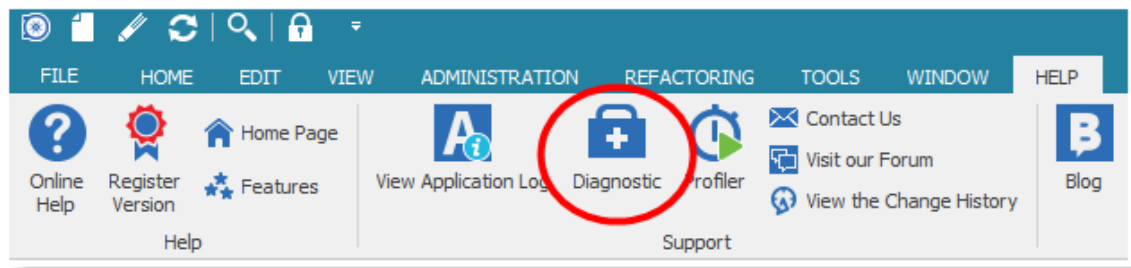 FILE HOME EDIT VIEW ADMINISTRATION REFACTORING TOOLS WINDOW HELP
Online
Help
Register
Version
Home Page
Features
Help
View Application Log
Diagnostic
Profiler
Contact Us
Visit our Forum
View the Change History
Support
Blog